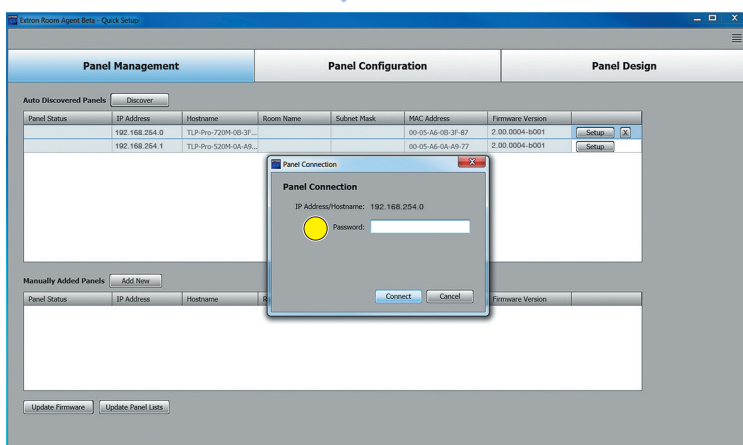 Extron Room Agent Beta - Quick Setup
Panel Management Panel Configuration Panel Design
Auto Discovered Panels Discover
Panel Status IP Address Hostname Room Name Subnet Mask MAC Address Firmware Version
192.168.254.0 TLP-Pro-720M-0B-3F... 00-05-A6-0B-3F-87 2.00.0004-b001 Setup X
192.168.254.1 TLP-Pro-520M-0A-A9... 00-05-A6-0A-A9-77 2.00.0004-b001 Setup
Panel Connection
Panel Connection
IP Address/Hostname: 192.168.254.0
Password:
Connect Cancel
Manually Added Panels Add New
Panel Status IP Address Hostname R Firmware Version
Update Firmware Update Panel Lists